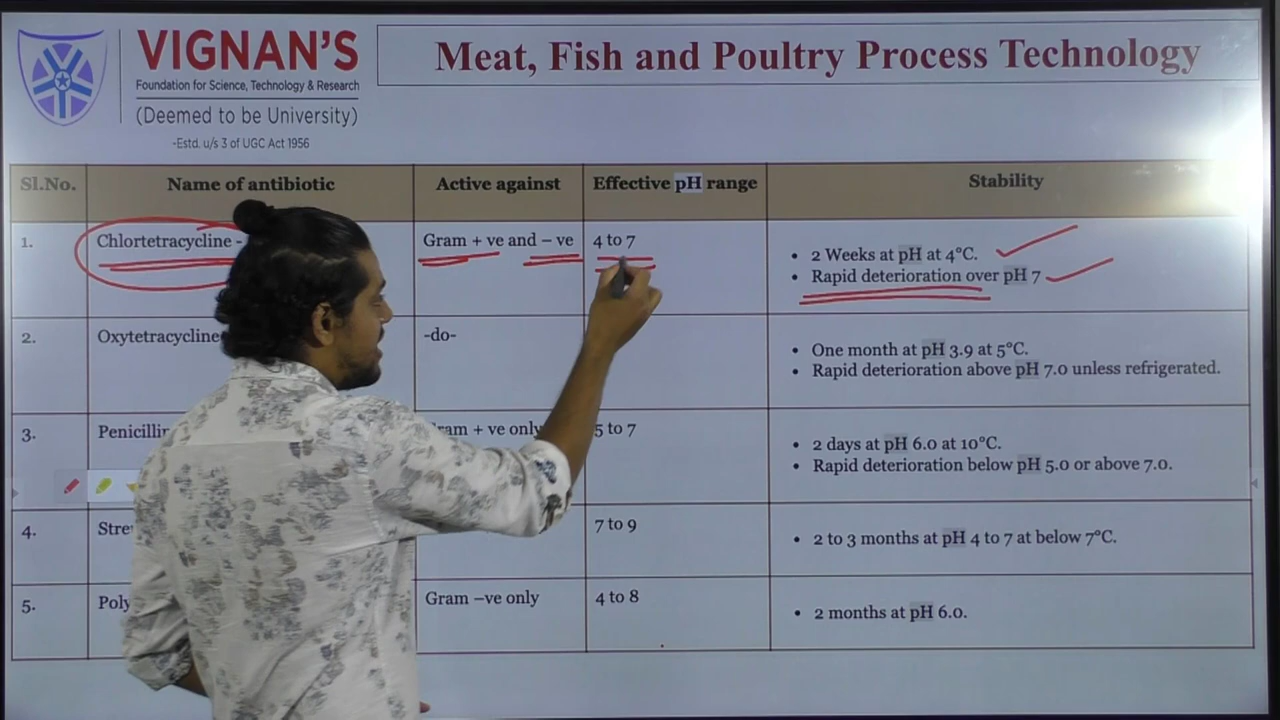 VIGNAN'S
Foundation for Science, Technology & Research
(Deemed to be University)
-Estd. u/s 3 of UGC Act 1956
Meat, Fish and Poultry Process Technology
Sl.No. Name of antibiotic Active against Effective pH range Stability
1. Chlortetracycline - Gram + ve and – ve 4 to 7
• 2 Weeks at pH at 4°C.
• Rapid deterioration over pH 7
2. Oxytetracycline -do-
• One month at pH 3.9 at 5°C.
• Rapid deterioration above pH 7.0 unless refrigerated.
3. + ve only 5 to 7
• 2 days at pH 6.0 at 10°C.
• Rapid deterioration below pH 5.0 or above 7.0.
4. 7 to 9
• 2 to 3 months at pH 4 to 7 at below 7°C.
5. Gram –ve only 4 to 8
• 2 months at pH 6.0.